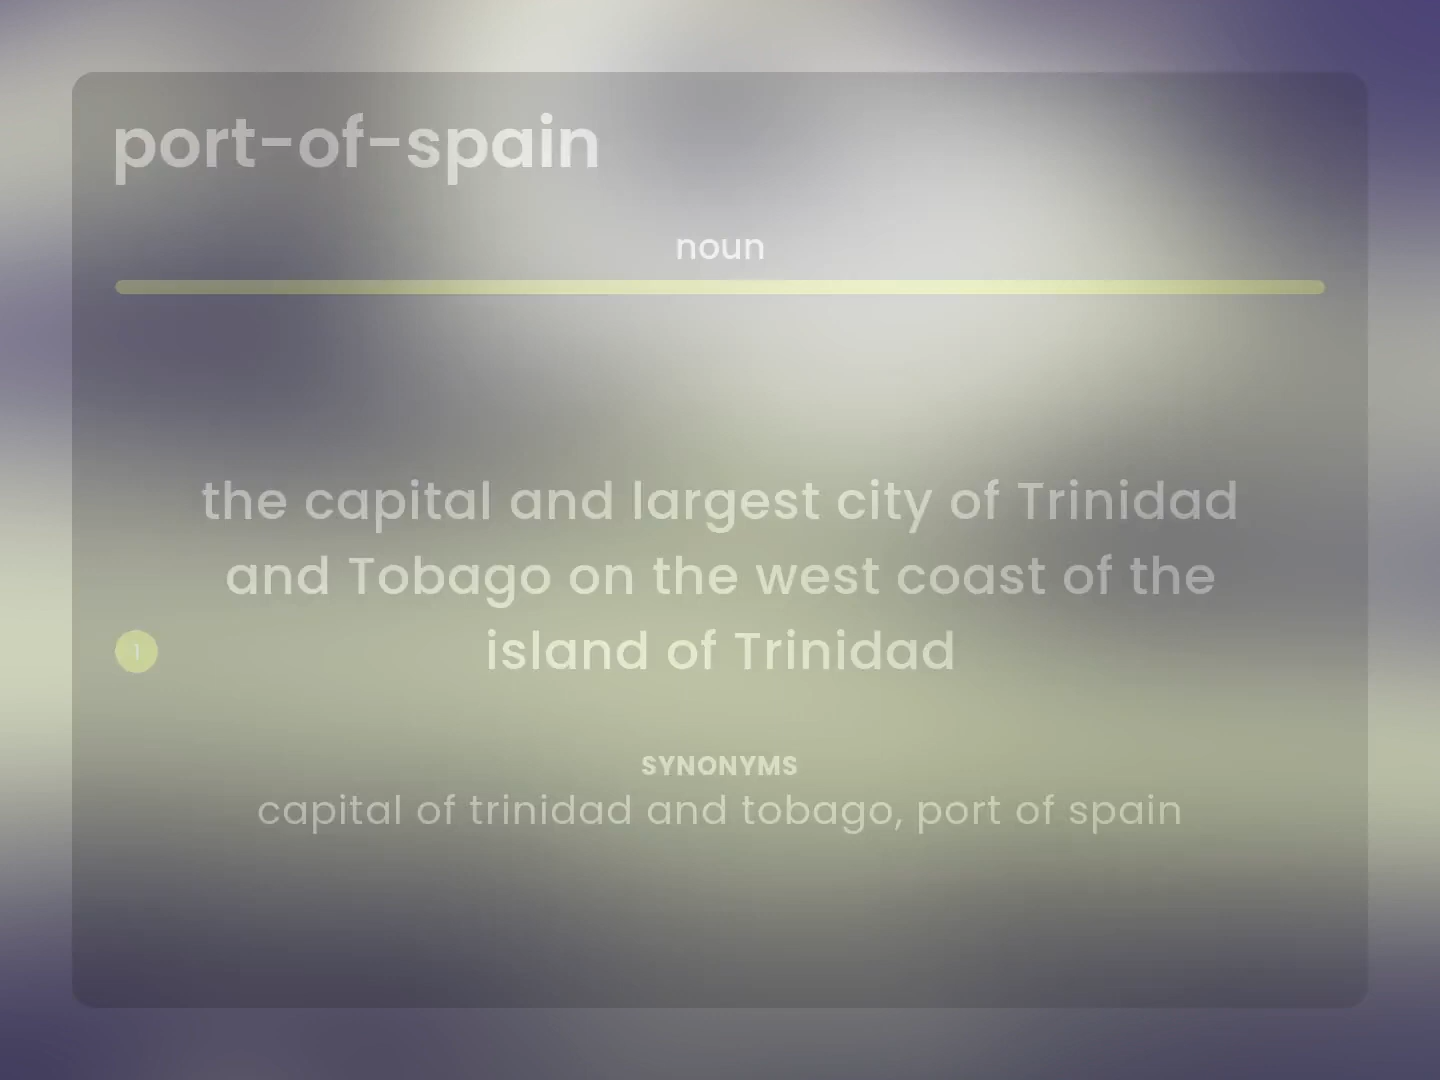 port-of-spain
noun
the capital and largest city of Trinidad
and Tobago on the west coast of the
1 island of Trinidad
SYNONYMS
capital of trinidad and tobago, port of spain